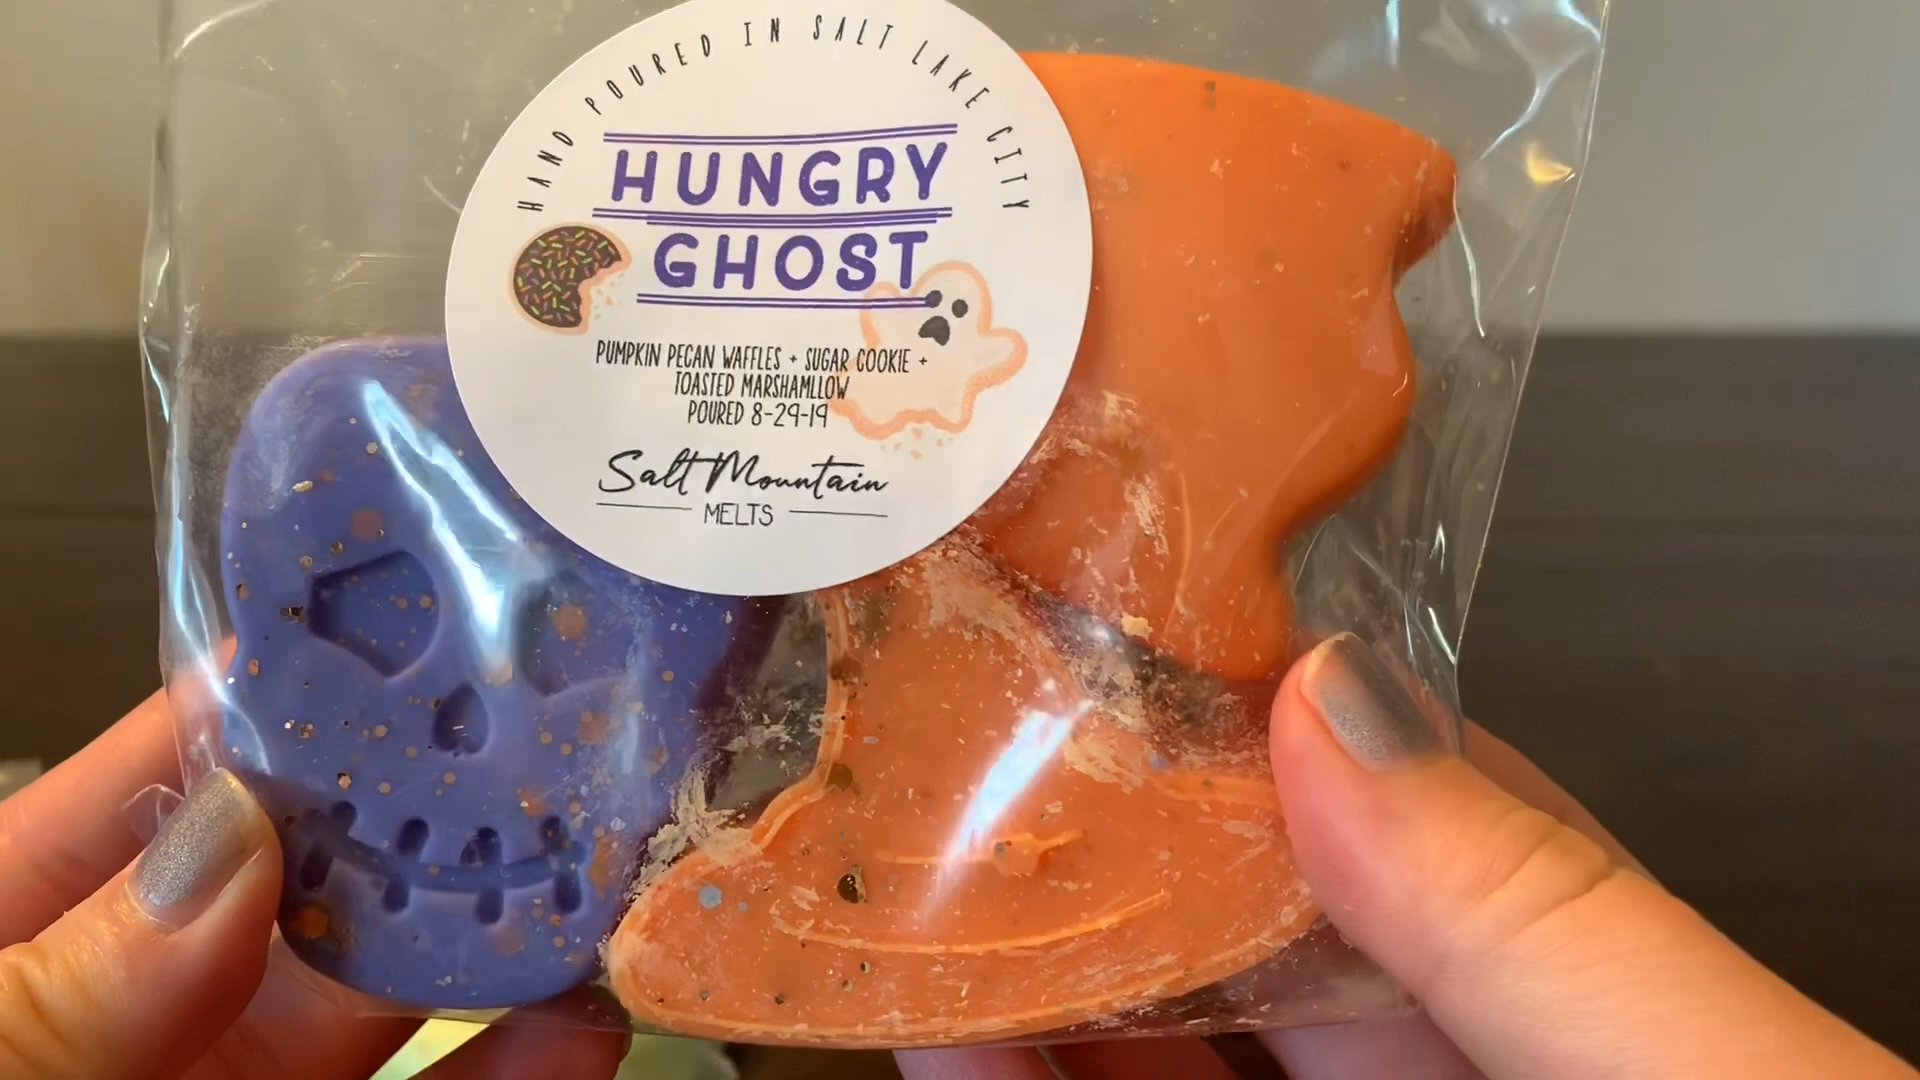 HAND POURED IN SALT LAKE CITY
HUNGRY
GHOST
PUMPKIN PECAN WAFFLES + SUGAR COOKIE +
TOASTED MARSHAMLLOW
POURED 8-29-19
Salt Mountain
MELTS